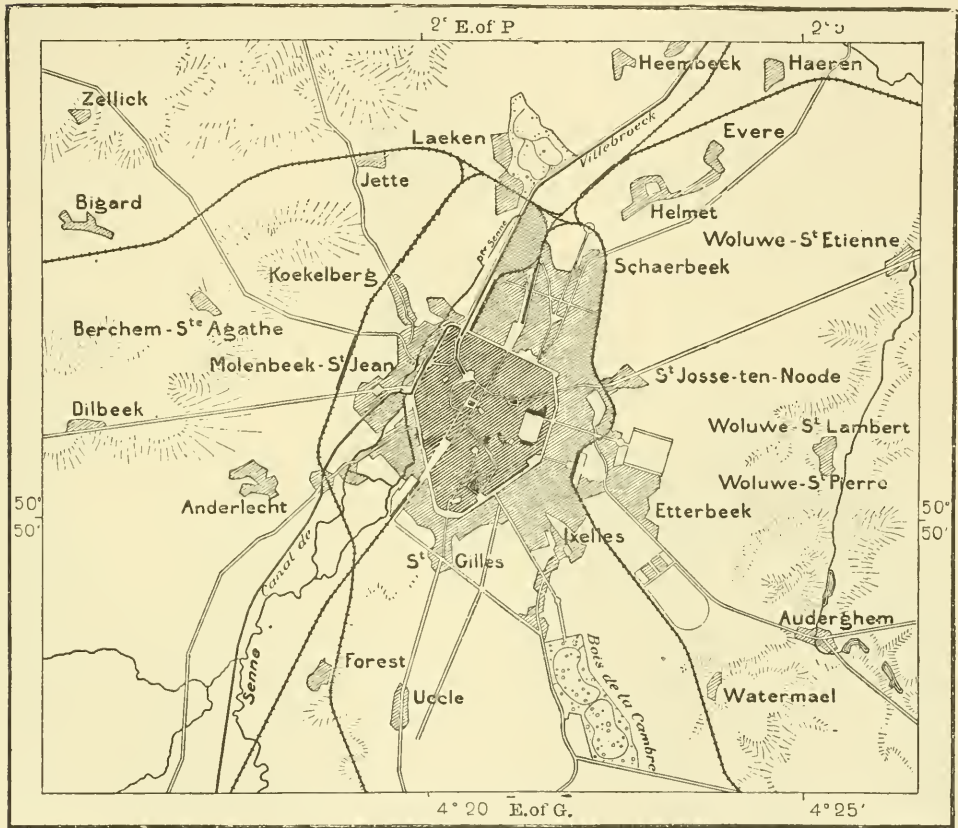 2° E. of P
Heembeck
Haeren
Zellick
Laeken
Villebroeck
Evere
Jette
Bigard
Helmet
Woluwe-St Etienne
pt Senne
Schaerbeek
Koekelberg
Berchem-Ste Agathe
Molenbeek-St Jean
St Josse-ten-Noode
Dilbeek
Woluwe-St Lambert
Woluwe-St Pierre
50° 50'
Anderlecht
50° 50'
Etterbeek
Ixelles
Canal de
St Gilles
Auderghem
Bois de la Cambre
Forest
Senne
Uccle
Watermael
4° 20 E. of G.
4° 25'